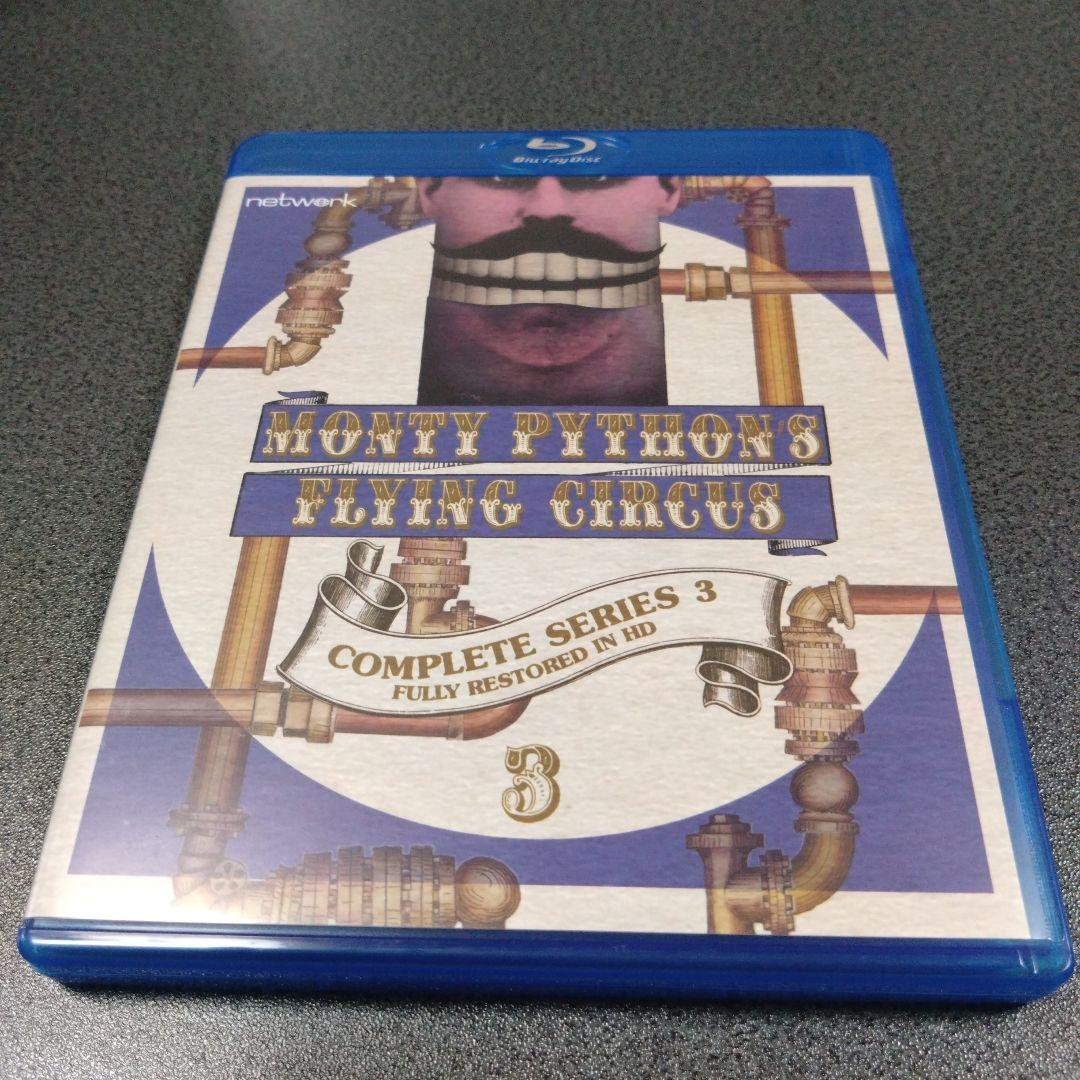 Blu-ray Disc
network
MONTY PYTHON'S
FLYING CIRCUS
COMPLETE SERIES 3
FULLY RESTORED IN HD
3